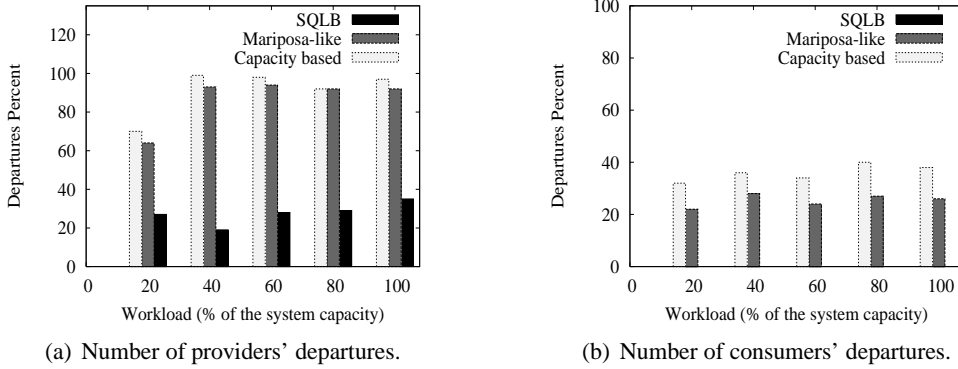 SQLB
Mariposa-like
Capacity based
Departures Percent
120
100
80
60
40
20
0
0 20 40 60 80 100
Workload (% of the system capacity)
(a) Number of providers' departures.
SQLB
Mariposa-like
Capacity based
Departures Percent
100
80
60
40
20
0
0 20 40 60 80 100
Workload (% of the system capacity)
(b) Number of consumers' departures.